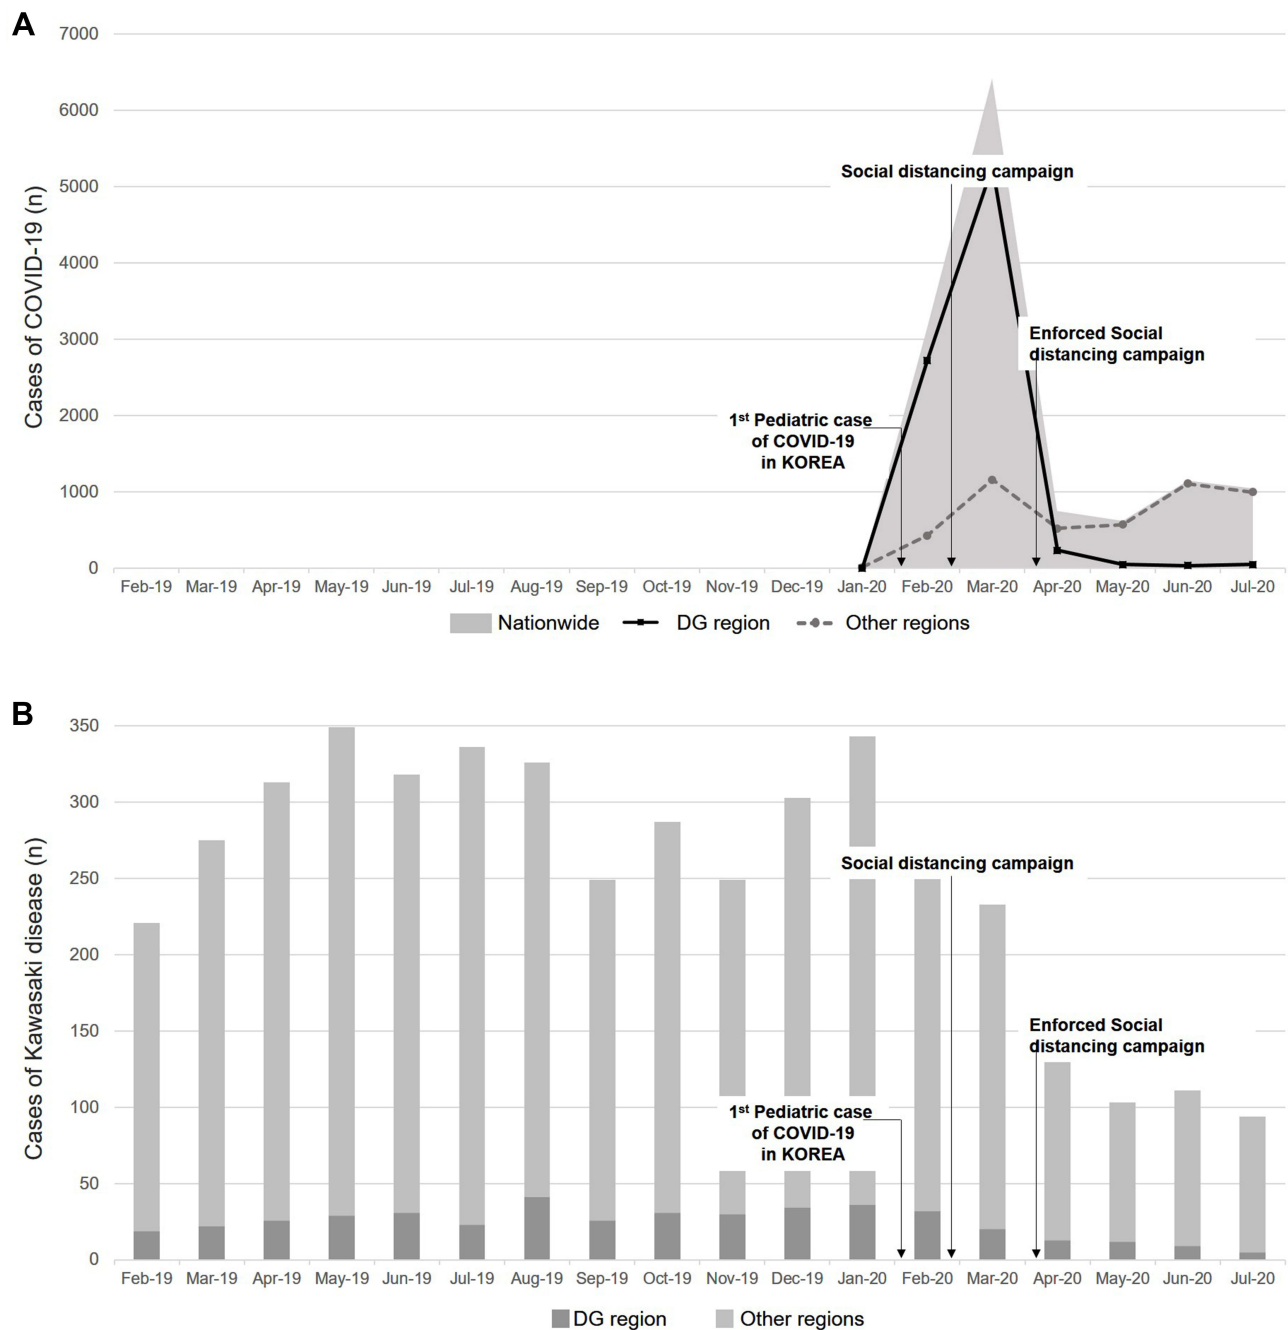 A
7000
6000
5000
4000
3000
2000
1000
0
Cases of COVID-19 (n)
Social distancing campaign
Enforced Social
distancing campaign
1st Pediatric case
of COVID-19
in KOREA
Feb-19 Mar-19 Apr-19 May-19 Jun-19 Jul-19 Aug-19 Sep-19 Oct-19 Nov-19 Dec-19 Jan-20 Feb-20 Mar-20 Apr-20 May-20 Jun-20 Jul-20
Nationwide DG region Other regions
B
350
300
250
200
150
100
50
0
Cases of Kawasaki disease (n)
Social distancing campaign
Enforced Social
distancing campaign
1st Pediatric case
of COVID-19
in KOREA
Feb-19 Mar-19 Apr-19 May-19 Jun-19 Jul-19 Aug-19 Sep-19 Oct-19 Nov-19 Dec-19 Jan-20 Feb-20 Mar-20 Apr-20 May-20 Jun-20 Jul-20
DG region Other regions